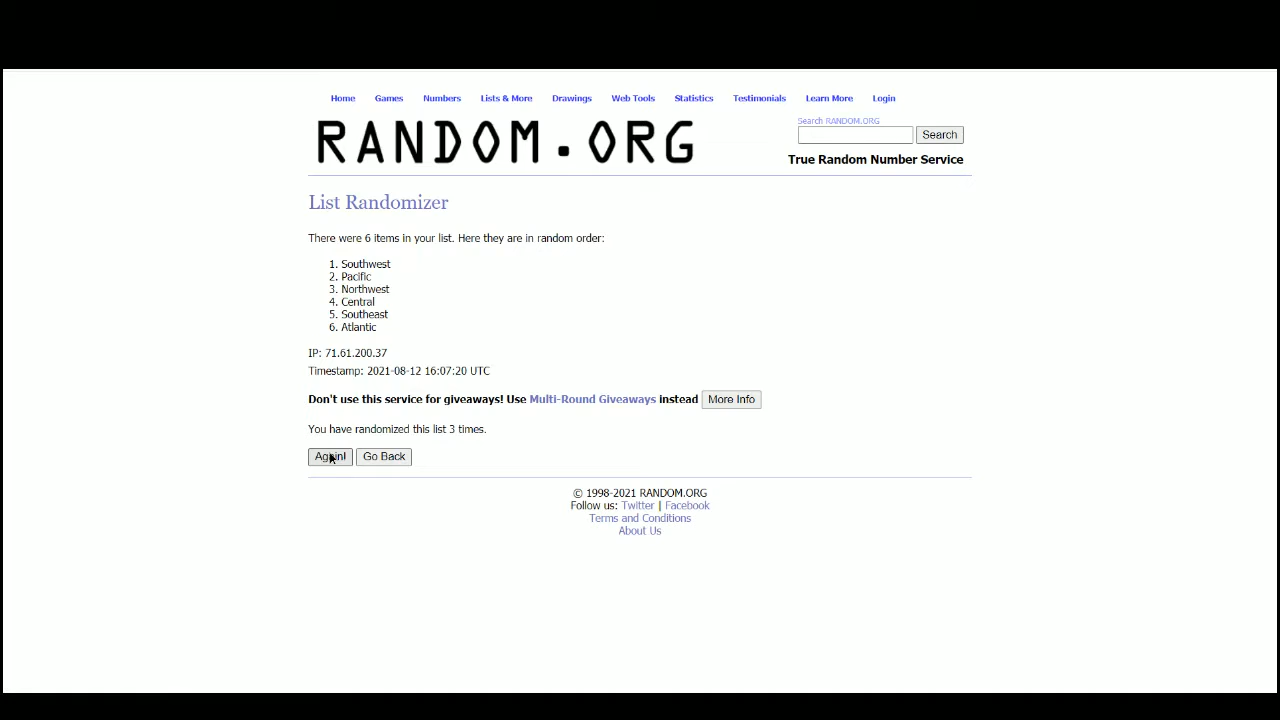 Home Games Numbers Lists & More Drawings Web Tools Statistics Testimonials Learn More Login
RANDOM.ORG
Search RANDOM.ORG
Search
True Random Number Service
List Randomizer
There were 6 items in your list. Here they are in random order:
1. Southwest
2. Pacific
3. Northwest
4. Central
5. Southeast
6. Atlantic
IP: 71.61.200.37
Timestamp: 2021-08-12 16:07:20 UTC
Don't use this service for giveaways! Use Multi-Round Giveaways instead More Info
You have randomized this list 3 times.
Again! Go Back
© 1998-2021 RANDOM.ORG
Follow us: Twitter | Facebook
Terms and Conditions
About Us